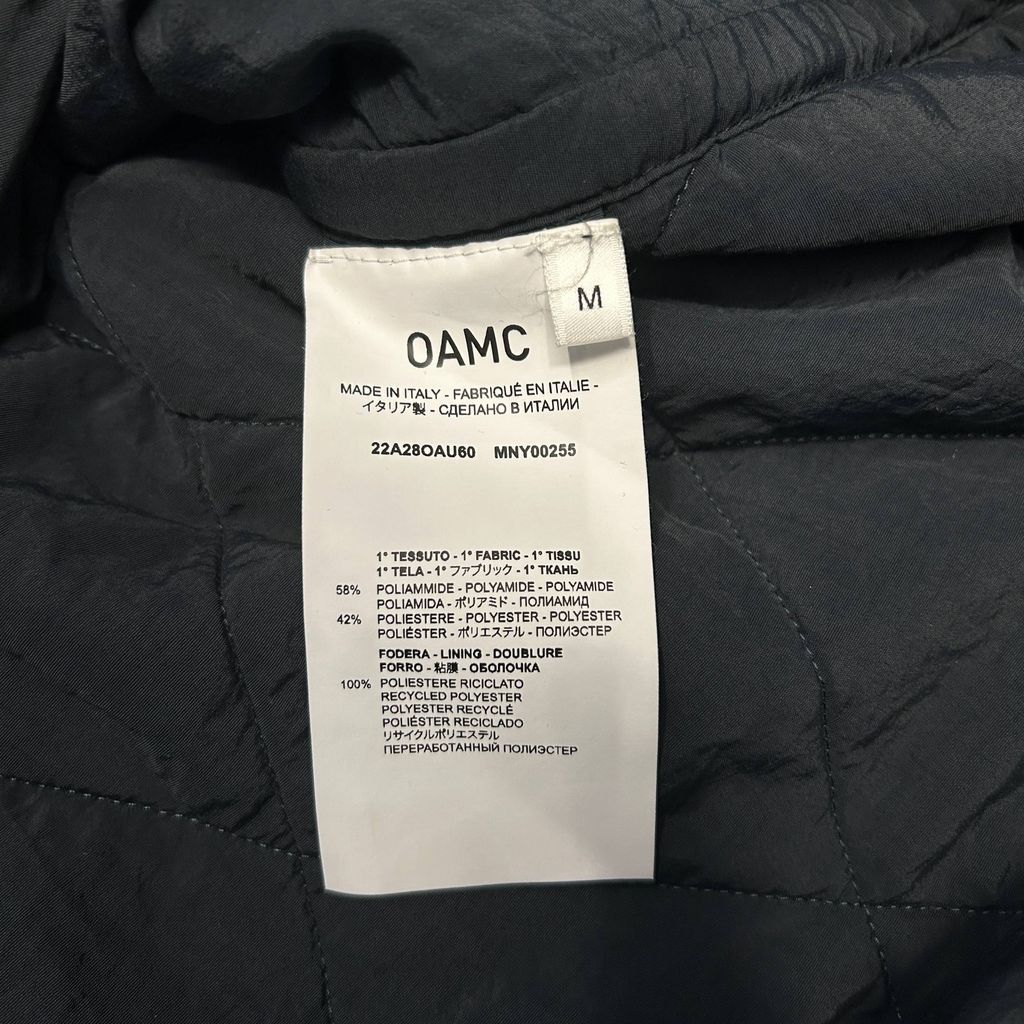 M
OAMC
MADE IN ITALY - FABRIQUÉ EN ITALIE -
イタリア製 - СДЕЛАНО В ИТАЛИИ
22A28OAU60 MNY00255
1° TESSUTO - 1° FABRIC - 1° TISSU
1° TELA - 1° ファブリック - 1° ТКАНЬ
58% POLIAMMIDE - POLYAMIDE - POLYAMIDE
POLIAMIDA - ポリアミド - ПОЛИАМИД
42% POLIESTERE - POLYESTER - POLYESTER
POLIÉSTER - ポリエステル - ПОЛИЭСТЕР
FODERA - LINING - DOUBLURE
FORRO - 粘膜 - ОБОЛОЧКА
100% POLIESTERE RICICLATO
RECYCLED POLYESTER
POLYESTER RECYCLÉ
POLIÉSTER RECICLADO
リサイクルポリエステル
ПЕРЕРАБОТАННЫЙ ПОЛИЭСТЕР